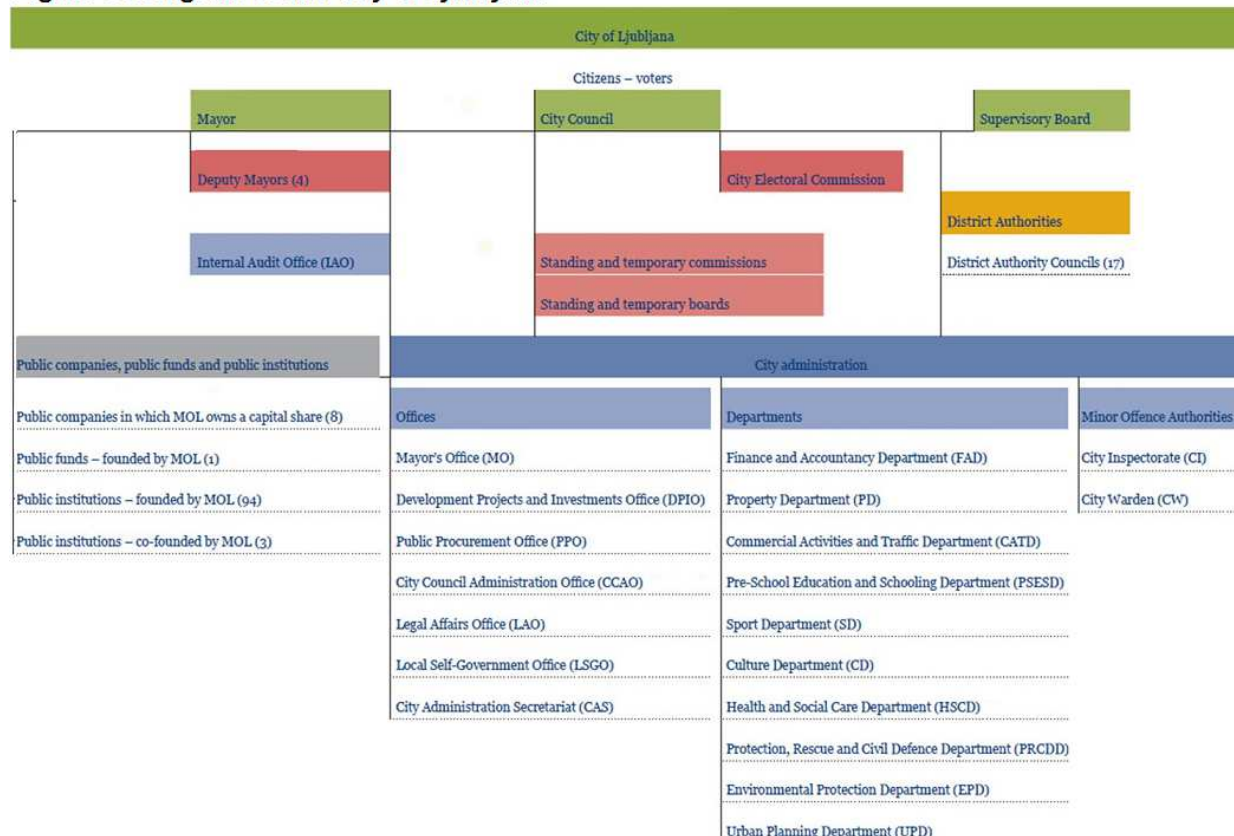 City of Ljubljana
Citizens – voters
Mayor
City Council
Supervisory Board
Deputy Mayors (4)
City Electoral Commission
District Authorities
Internal Audit Office (IAO)
Standing and temporary commissions
District Authority Councils (17)
Standing and temporary boards
Public companies, public funds and public institutions
City administration
Public companies in which MOL owns a capital share (8)
Public funds – founded by MOL (1)
Public institutions – founded by MOL (94)
Public institutions – co-founded by MOL (3)
Offices
Mayor's Office (MO)
Development Projects and Investments Office (DPIO)
Public Procurement Office (PPO)
City Council Administration Office (CCAO)
Legal Affairs Office (LAO)
Local Self-Government Office (LSGO)
City Administration Secretariat (CAS)
Departments
Finance and Accountancy Department (FAD)
Property Department (PD)
Commercial Activities and Traffic Department (CATD)
Pre-School Education and Schooling Department (PSESD)
Sport Department (SD)
Culture Department (CD)
Health and Social Care Department (HSCD)
Protection, Rescue and Civil Defence Department (PRCDD)
Environmental Protection Department (EPD)
Urban Planning Department (UPD)
Minor Offence Authorities
City Inspectorate (CI)
City Warden (CW)